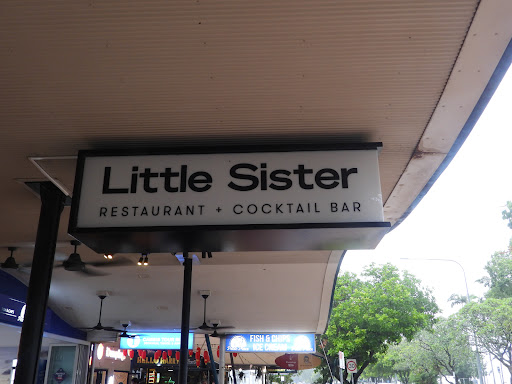 Little Sister
RESTAURANT + COCKTAIL BAR
FISH & CHIPS
ICE CREAM